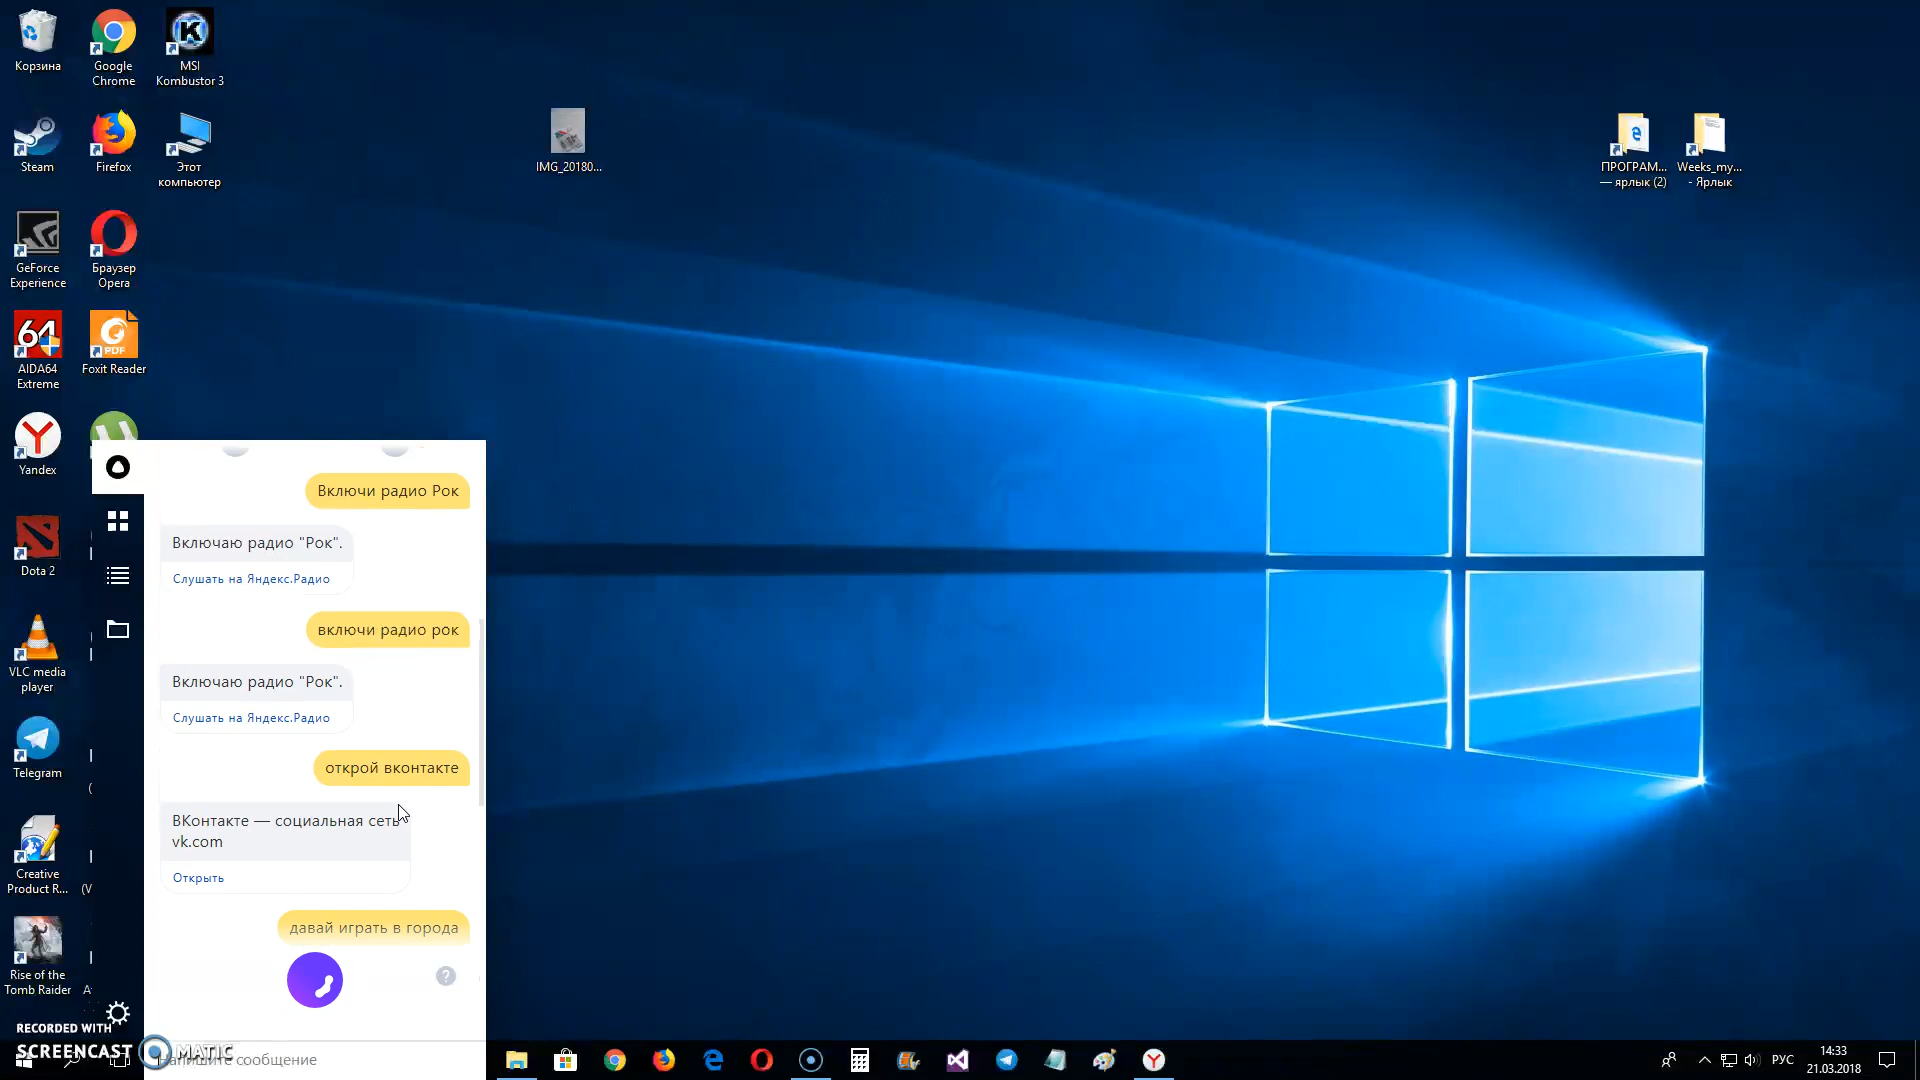 Корзина
Google
Chrome
MSI
Kombustor 3
Steam
Firefox
Этот
компьютер
IMG_20180...
ПРОГРАМ...
— ярлык (2)
Weeks_my...
- Ярлык
GeForce
Experience
Браузер
Opera
64
AIDA64
Extreme
PDF
Foxit Reader
Yandex
Dota 2
VLC media
player
Telegram
Creative
Product R...
(V
Rise of the
Tomb Raider
A
Включи радио Рок
Включаю радио "Рок".
Слушать на Яндекс.Радио
включи радио рок
Включаю радио "Рок".
Слушать на Яндекс.Радио
открой вконтакте
ВКонтакте — социальная сеть
vk.com
Открыть
давай играть в города
?
Напишите сообщение
RECORDED WITH
SCREENCAST MATIC
РУС
14:33
21.03.2018